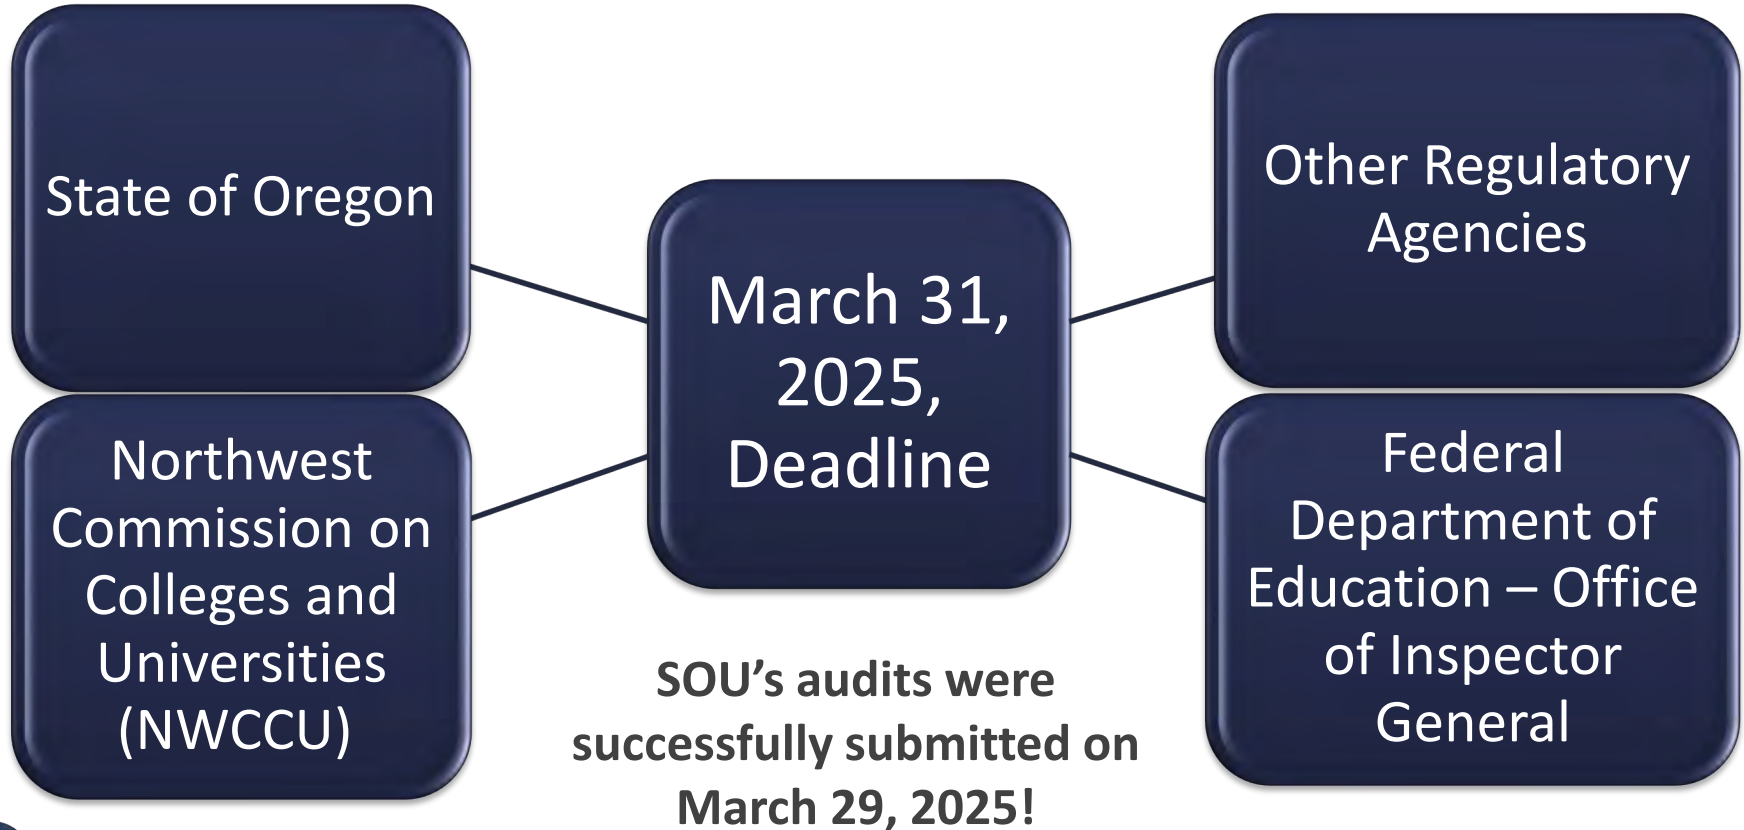 State of Oregon
Northwest
Commission on
Colleges and
Universities
(NWCCU)
March 31,
2025,
Deadline
SOU’s audits were
successfully submitted on
March 29, 2025!
Other Regulatory
Agencies
Federal
Department of
Education – Office
of Inspector
General